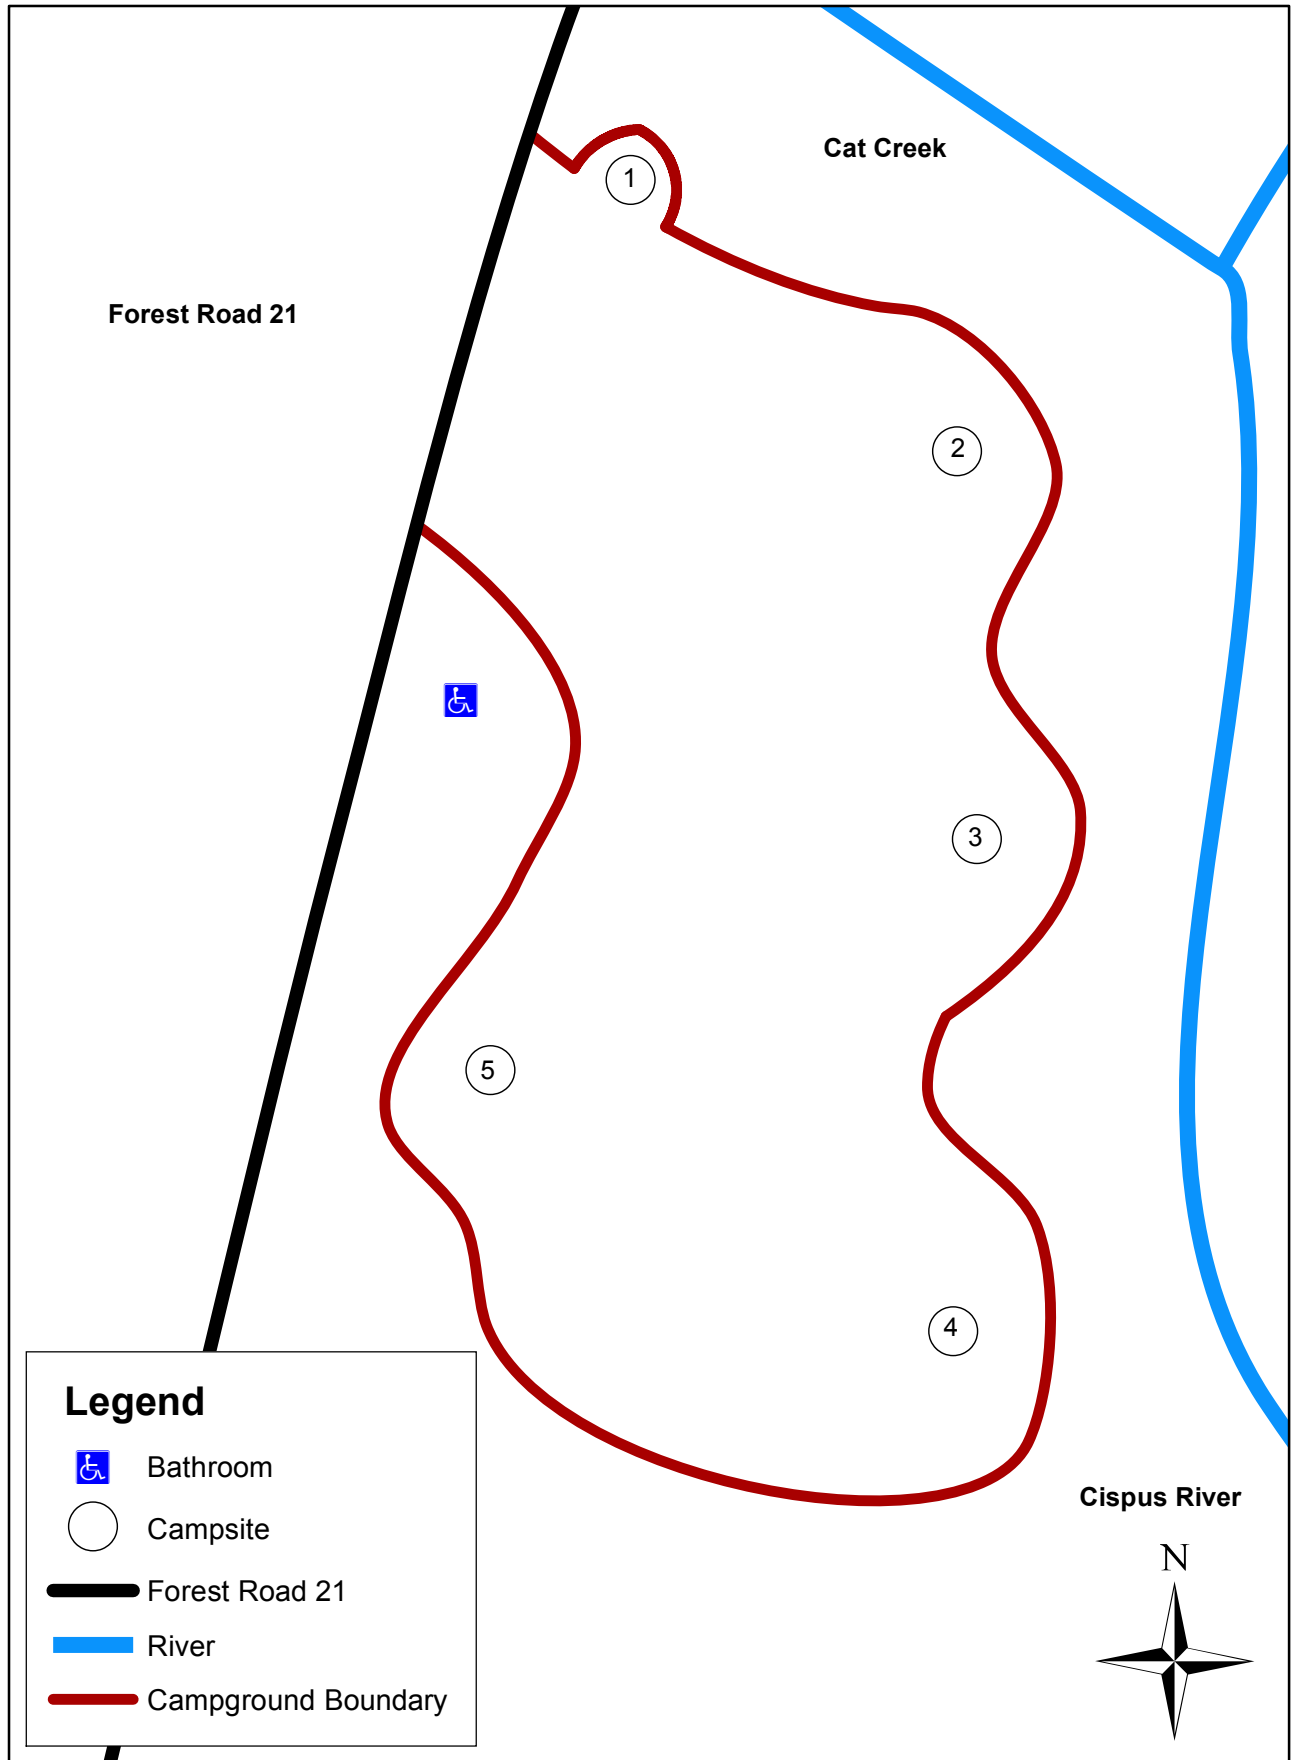 Cat Creek
1
Forest Road 21
2
3
5
4
Cispus River
N
Legend
Bathroom
Campsite
Forest Road 21
River
Campground Boundary